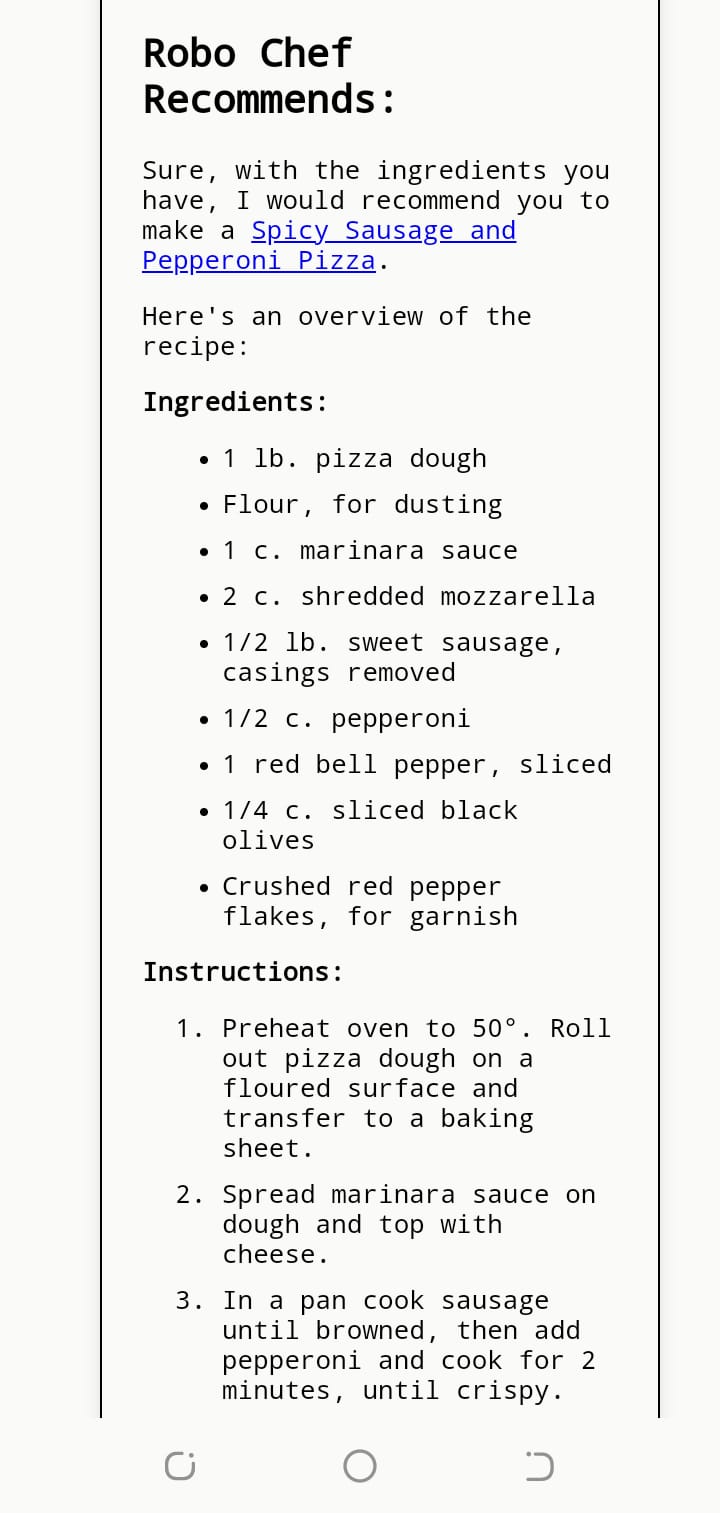 Robo Chef
Recommends:
Sure, with the ingredients you
have, I would recommend you to
make a Spicy Sausage and
Pepperoni Pizza.
Here's an overview of the
recipe:
Ingredients:
• 1 lb. pizza dough
• Flour, for dusting
• 1 c. marinara sauce
• 2 c. shredded mozzarella
• 1/2 lb. sweet sausage,
casings removed
• 1/2 c. pepperoni
• 1 red bell pepper, sliced
• 1/4 c. sliced black
olives
• Crushed red pepper
flakes, for garnish
Instructions:
1. Preheat oven to 50°. Roll
out pizza dough on a
floured surface and
transfer to a baking
sheet.
2. Spread marinara sauce on
dough and top with
cheese.
3. In a pan cook sausage
until browned, then add
pepperoni and cook for 2
minutes, until crispy.